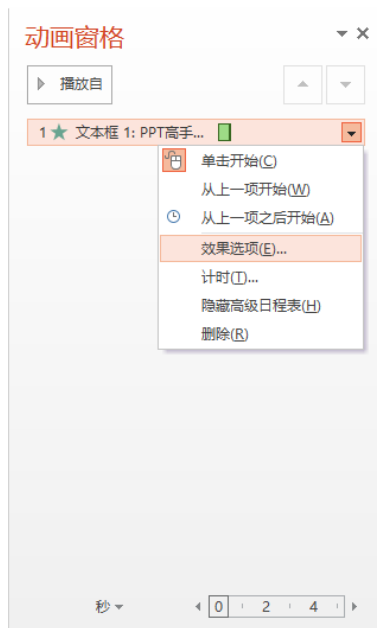 动画窗格
播放自
1 文本框 1: PPT高手...
单击开始(C)
从上一项开始(W)
从上一项之后开始(A)
效果选项(E)...
计时(T)...
隐藏高级日程表(H)
删除(R)
秒 0 2 4